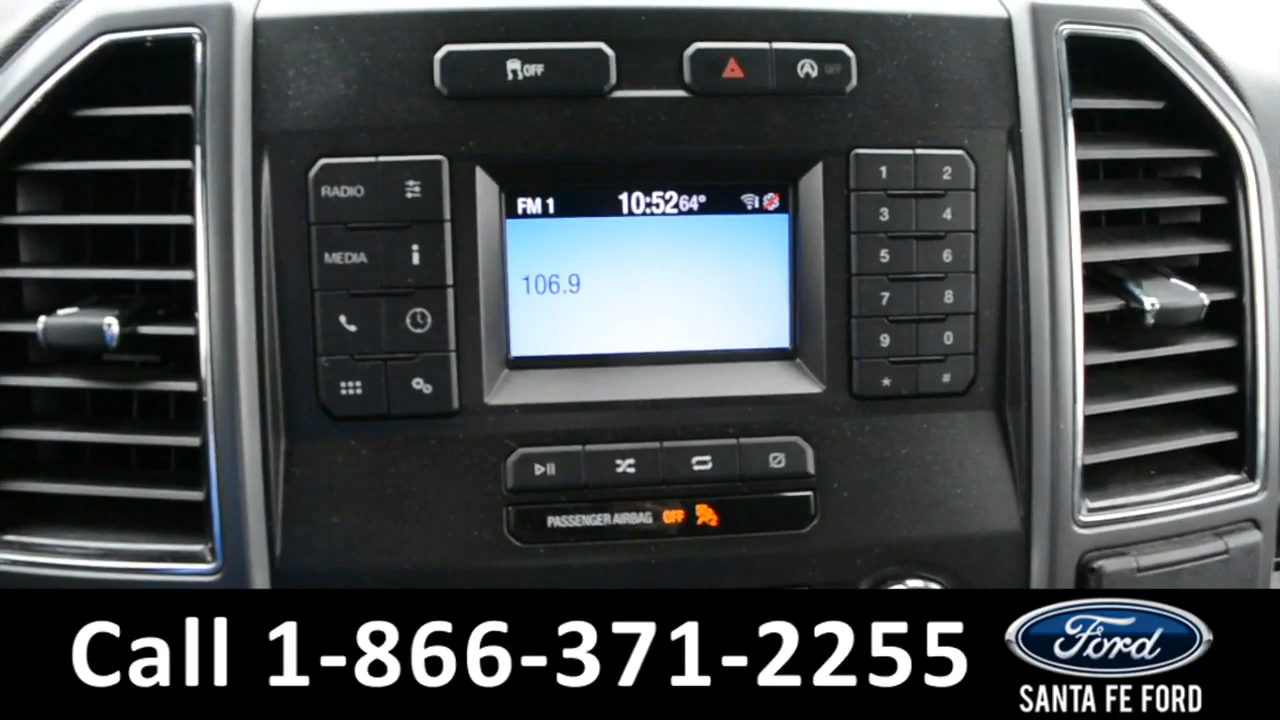 OFF
OFF
RADIO
MEDIA
FM 1 10:52 64°
106.9
1 2
3 4
5 6
7 8
9 0
* #
PASSENGER AIRBAG OFF
Call 1-866-371-2255
Ford
SANTA FE FORD